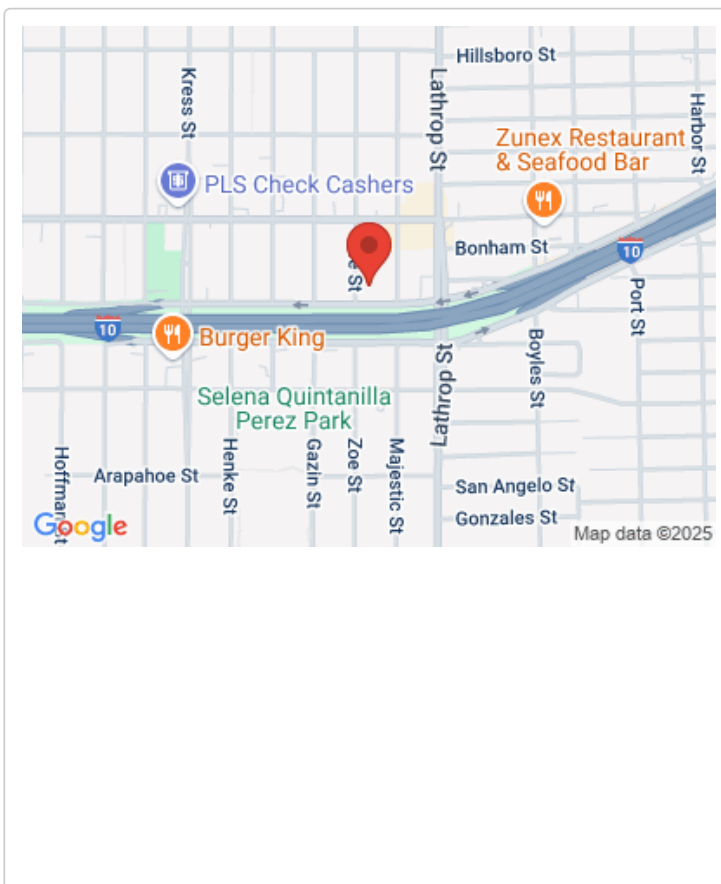 Hillsboro St
Kress St
Lathrop St
Harbor St
Zunex Restaurant
& Seafood Bar
PLS Check Cashers
Bonham St
e St
10
Port St
10
Burger King
Boyles St
Lathrop St
Selena Quintanilla
Perez Park
Hoffman St
Arapahoe St
Henke St
Gazin St
Zoe St
Majestic St
San Angelo St
Gonzales St
Google
Map data ©2025